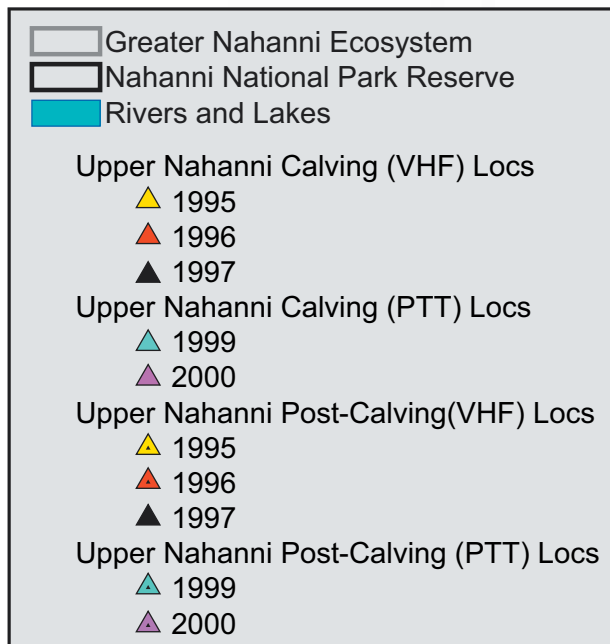 Greater Nahanni Ecosystem
Nahanni National Park Reserve
Rivers and Lakes
Upper Nahanni Calving (VHF) Locs
1995
1996
1997
Upper Nahanni Calving (PTT) Locs
1999
2000
Upper Nahanni Post-Calving(VHF) Locs
1995
1996
1997
Upper Nahanni Post-Calving (PTT) Locs
1999
2000